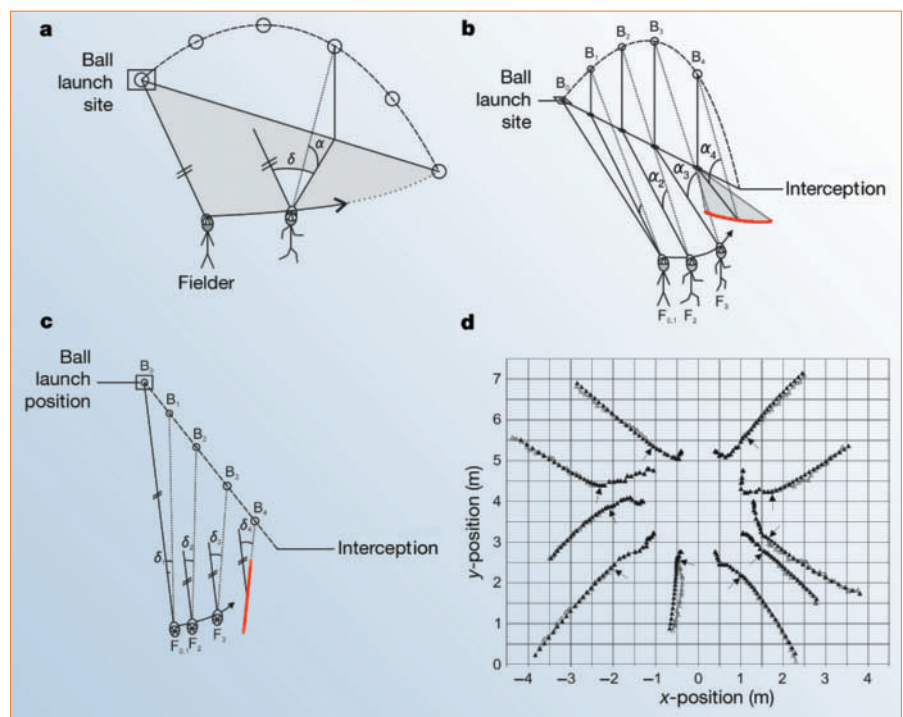 a
Ball
launch
site
δ
α
Fielder
b
B₀
B₁
B₂
B₃
B₄
Ball
launch
site
α₂
α₃
α₄
Interception
F₀,₁
F₂
F₃
c
Ball
launch
position
B₀
B₁
B₂
B₃
B₄
δ
δ₂
δ₃
δ₄
Interception
F₀,₁
F₂
F₃
d
7
6
5
4
3
2
1
0
y-position (m)
–4 –3 –2 –1 0 1 2 3 4
x-position (m)